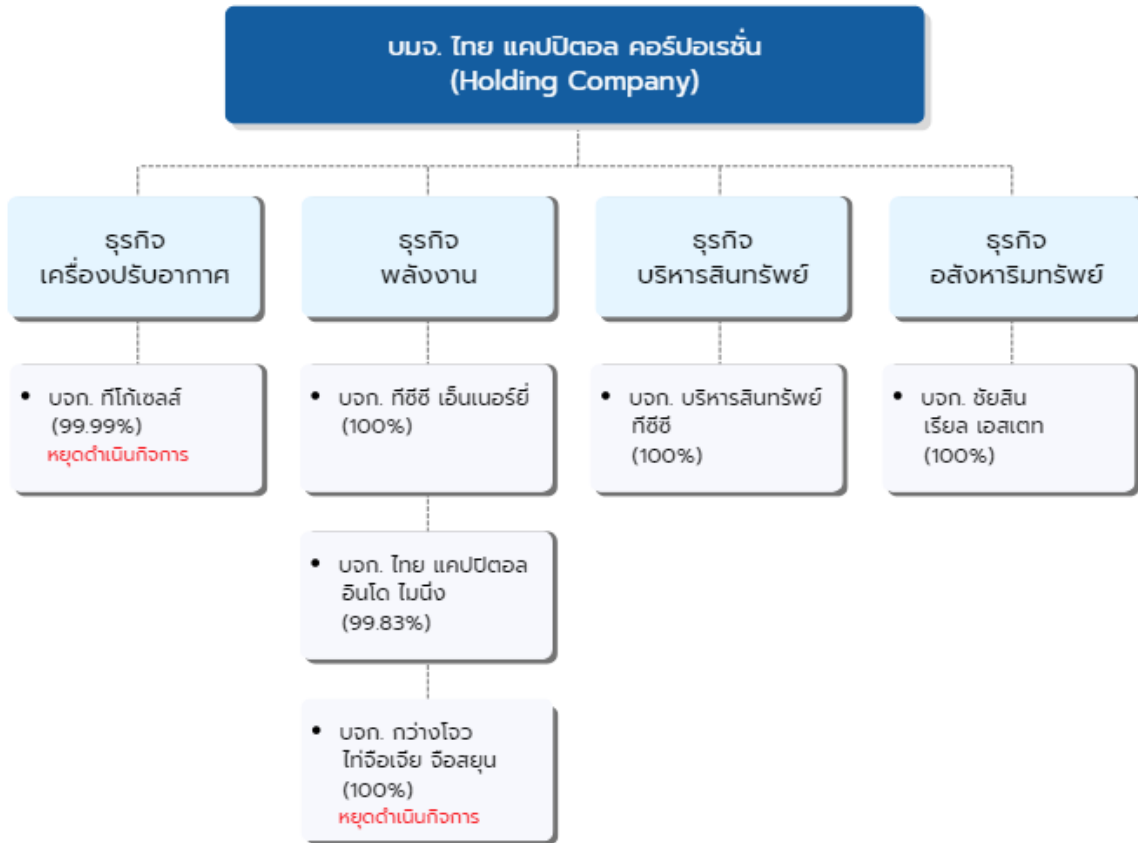 บมจ. ไทย แคปปิตอล คอร์ปอเรชั่น
(Holding Company)
ธุรกิจ
เครื่องปรับอากาศ
ธุรกิจ
พลังงาน
ธุรกิจ
บริหารสินทรัพย์
ธุรกิจ
อสังหาริมทรัพย์
• บจก. ทีโก้เซลส์
(99.99%)
หยุดดำเนินกิจการ
• บจก. ทีซีซี เอ็นเนอร์ยี่
(100%)
• บจก. บริหารสินทรัพย์
ทีซีซี
(100%)
• บจก. ชัยสิน
เรียล เอสเตท
(100%)
• บจก. ไทย แคปปิตอล
อินโด ไมนิ่ง
(99.83%)
• บจก. กว่างโจว
ไท่จือเจีย จือสยุน
(100%)
หยุดดำเนินกิจการ